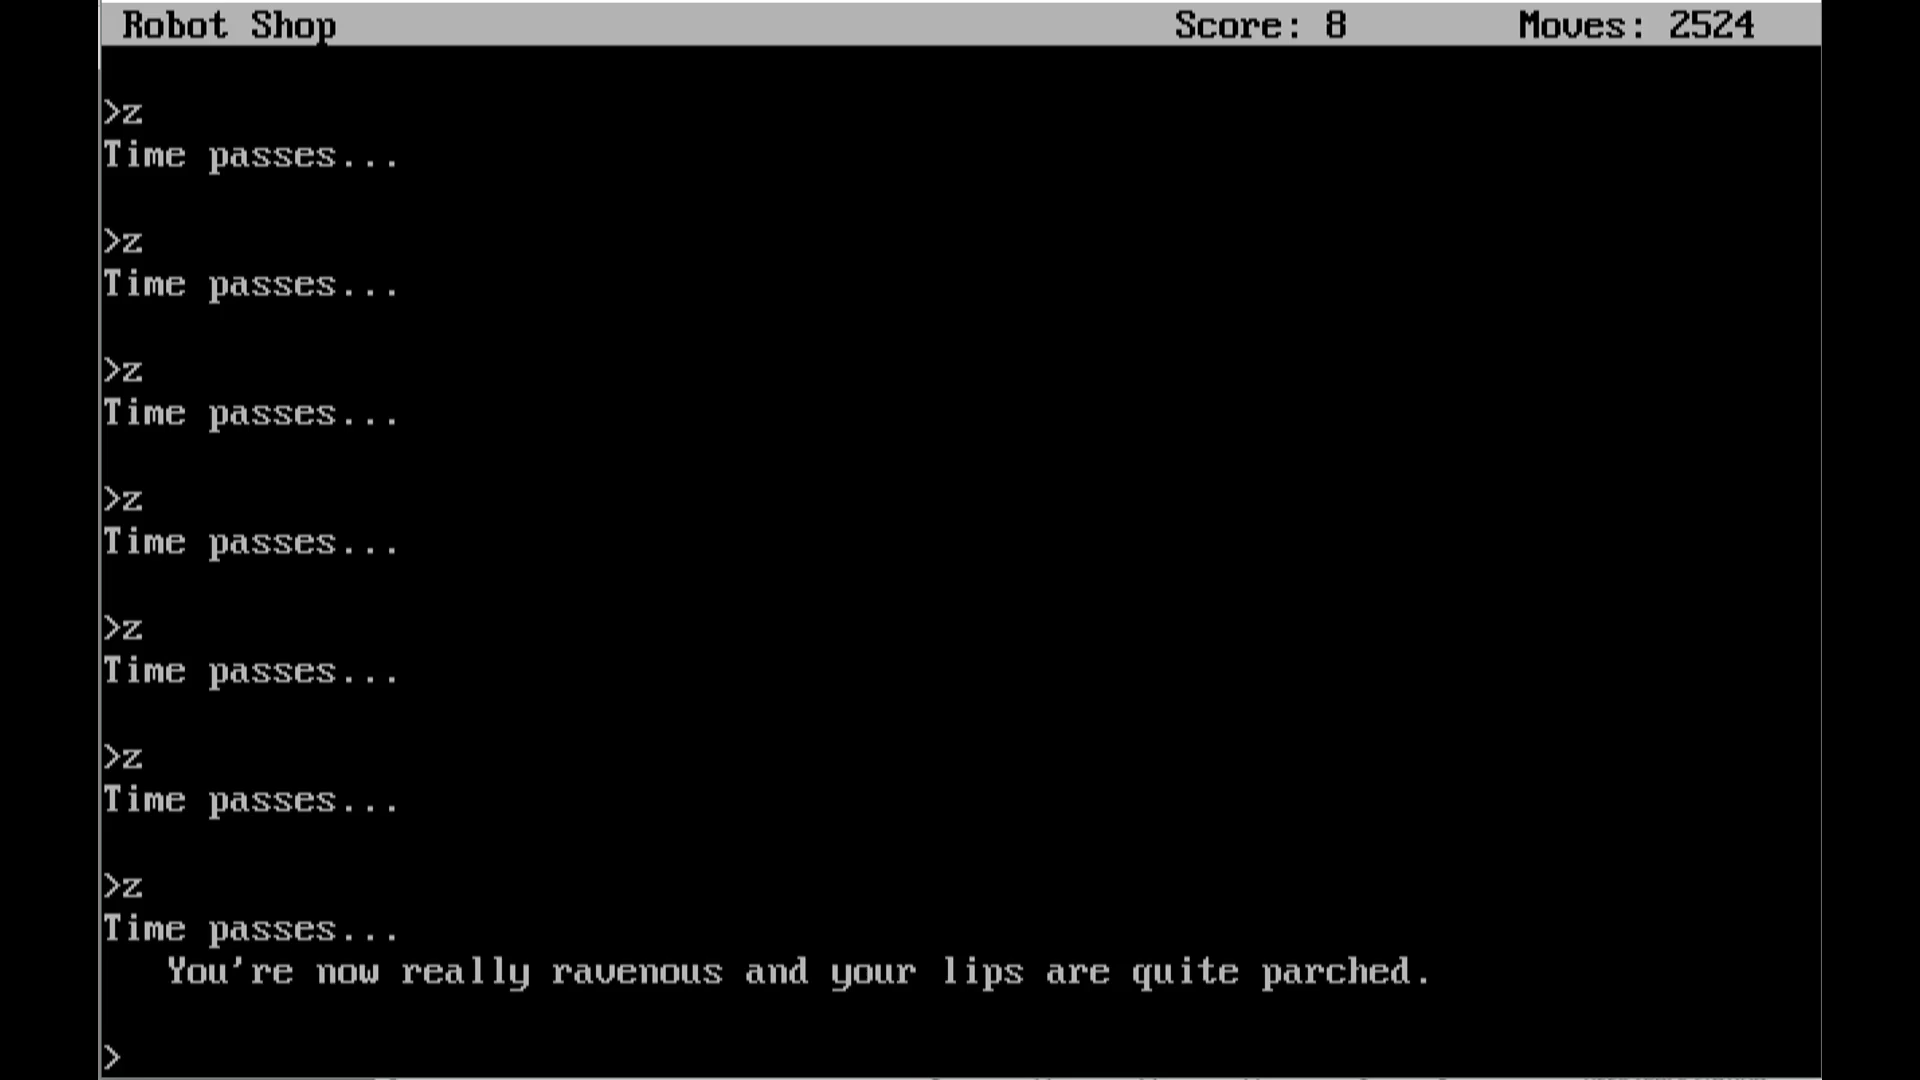 Robot Shop Score: 8 Moves: 2524
>z
Time passes...
>z
Time passes...
>z
Time passes...
>z
Time passes...
>z
Time passes...
>z
Time passes...
>z
Time passes...
You're now really ravenous and your lips are quite parched.
>